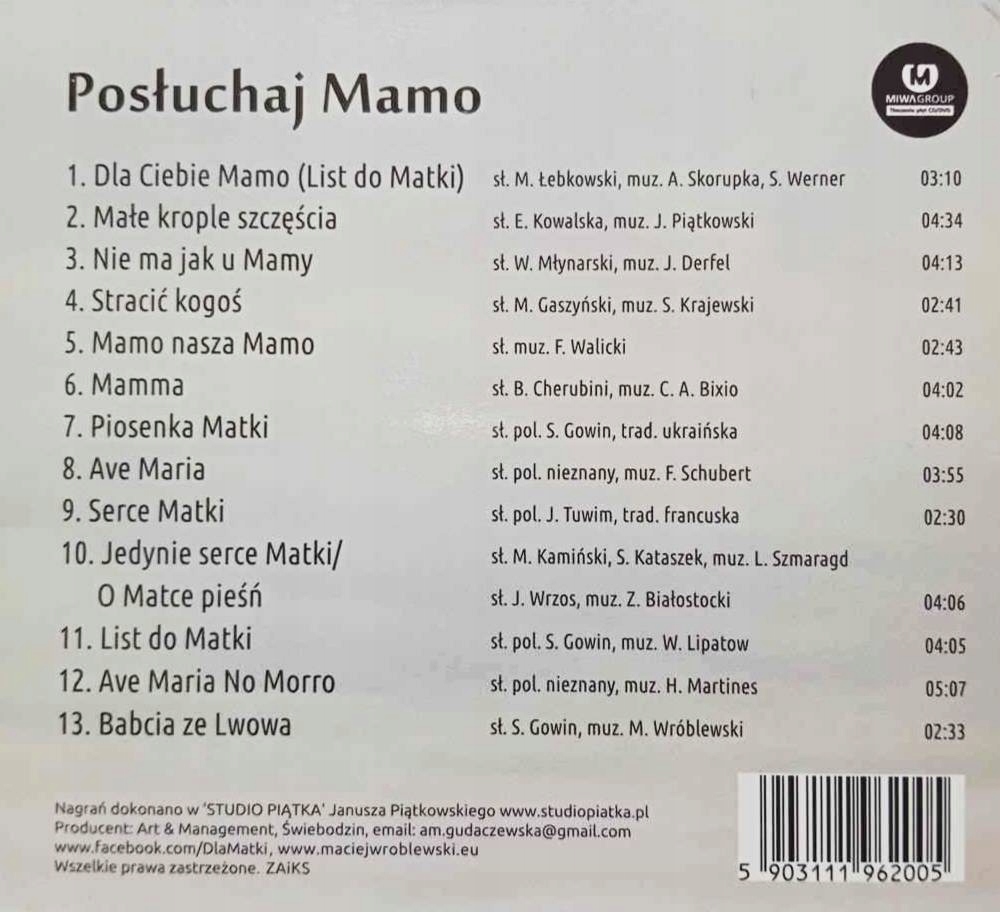 Posłuchaj Mamo
MIWAGROUP
Tłoczenie płyt CD/DVD
1. Dla Ciebie Mamo (List do Matki) sł. M. Łebkowski, muz. A. Skorupka, S. Werner 03:10
2. Małe krople szczęścia sł. E. Kowalska, muz. J. Piątkowski 04:34
3. Nie ma jak u Mamy sł. W. Młynarski, muz. J. Derfel 04:13
4. Stracić kogoś sł. M. Gaszyński, muz. S. Krajewski 02:41
5. Mamo nasza Mamo sł. muz. F. Walicki 02:43
6. Mamma sł. B. Cherubini, muz. C. A. Bixio 04:02
7. Piosenka Matki sł. pol. S. Gowin, trad. ukraińska 04:08
8. Ave Maria sł. pol. nieznany, muz. F. Schubert 03:55
9. Serce Matki sł. pol. J. Tuwim, trad. francuska 02:30
10. Jedynie serce Matki/ sł. M. Kamiński, S. Kataszek, muz. L. Szmaragd
O Matce pieśń sł. J. Wrzos, muz. Z. Białostocki 04:06
11. List do Matki sł. pol. S. Gowin, muz. W. Lipatow 04:05
12. Ave Maria No Morro sł. pol. nieznany, muz. H. Martines 05:07
13. Babcia ze Lwowa sł. S. Gowin, muz. M. Wróblewski 02:33
Nagrań dokonano w 'STUDIO PIĄTKA' Janusza Piątkowskiego www.studiopiatka.pl
Producent: Art & Management, Świebodzin, email: am.gudaczewska@gmail.com
www.facebook.com/DlaMatki, www.maciejwroblewski.eu
Wszelkie prawa zastrzeżone. ZAiKS
5 903111 962005